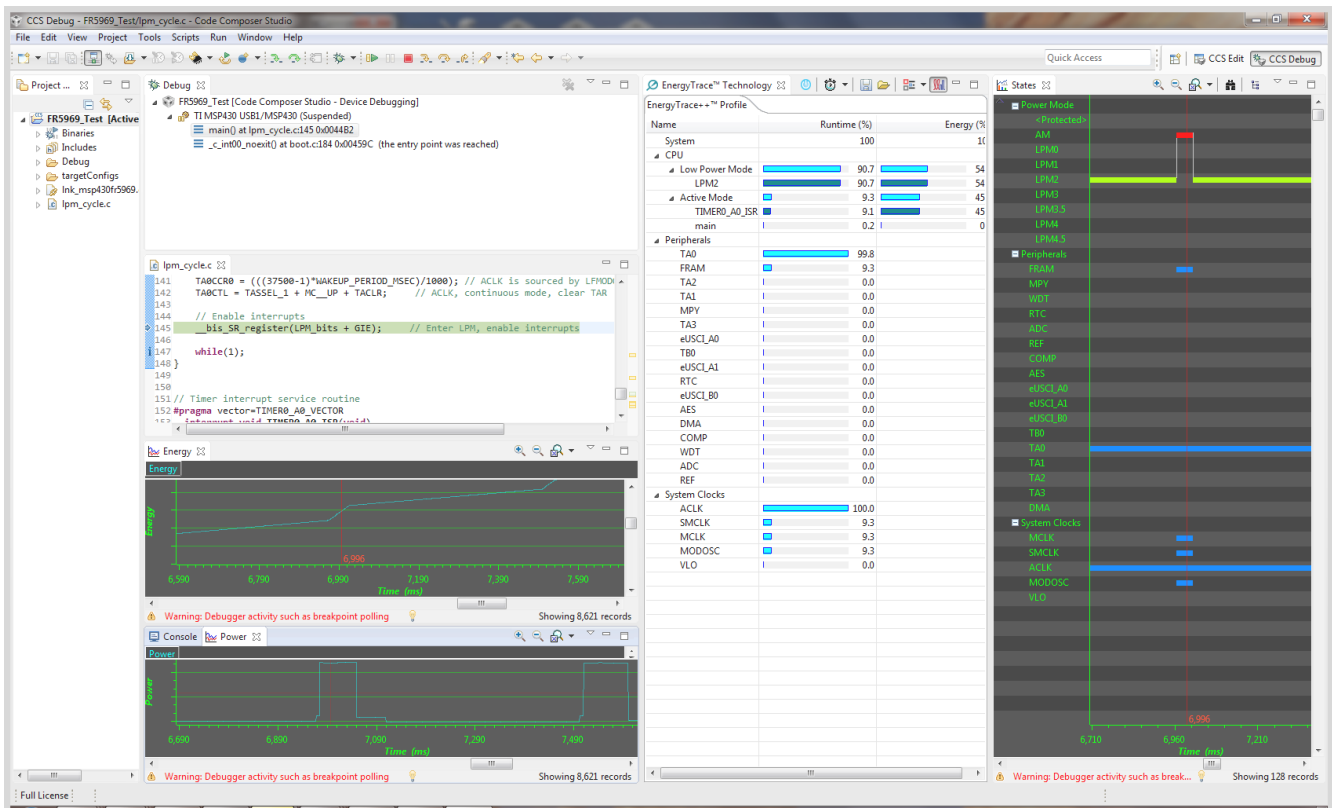 CCS Debug - FR5969_Test/lpm_cycle.c - Code Composer Studio
File Edit View Project Tools Scripts Run Window Help
Quick Access
CCS Edit
CCS Debug
Project ...
FR5969_Test [Active
Binaries
Includes
Debug
targetConfigs
lnk_msp430fr5969.
lpm_cycle.c
Debug
FR5969_Test [Code Composer Studio - Device Debugging]
TI MSP430 USB1/MSP430 (Suspended)
main() at lpm_cycle.c:145 0x0044B2
_c_int00_noexit() at boot.c:184 0x00459C (the entry point was reached)
lpm_cycle.c
141 TA0CCR0 = (((37500-1)*WAKEUP_PERIOD_MSEC)/1000); // ACLK is sourced by LFMOD
142 TA0CTL = TASSEL_1 + MC__UP + TACLR; // ACLK, continuous mode, clear TAR
143
144 // Enable interrupts
145 __bis_SR_register(LPM_bits + GIE); // Enter LPM, enable interrupts
146
147 while(1);
148 }
149
150
151 // Timer interrupt service routine
152 #pragma vector=TIMER0_A0_VECTOR
153 __interrupt void TIMER0_A0_ISR(void)
Energy
Energy
Energy
6,996
6,590 6,790 6,990 7,190 7,390 7,590
Time (ms)
Warning: Debugger activity such as breakpoint polling
Showing 8,621 records
Console
Power
Power
Power
6,690 6,890 7,090 7,290 7,490
Time (ms)
Warning: Debugger activity such as breakpoint polling
Showing 8,621 records
EnergyTrace™ Technology
EnergyTrace++™ Profile
Name Runtime (%) Energy (%
System 100 10
CPU
Low Power Mode 90.7 54
LPM2 90.7 54
Active Mode 9.3 45
TIMER0_A0_ISR 9.1 45
main 0.2 0
Peripherals
TA0 99.8
FRAM 9.3
TA2 0.0
TA1 0.0
MPY 0.0
TA3 0.0
eUSCI_A0 0.0
TB0 0.0
eUSCI_A1 0.0
RTC 0.0
eUSCI_B0 0.0
AES 0.0
DMA 0.0
COMP 0.0
WDT 0.0
ADC 0.0
REF 0.0
System Clocks
ACLK 100.0
SMCLK 9.3
MCLK 9.3
MODOSC 9.3
VLO 0.0
States
Power Mode
<Protected>
AM
LPM0
LPM1
LPM2
LPM3
LPM3.5
LPM4
LPM4.5
Peripherals
FRAM
MPY
WDT
RTC
ADC
REF
COMP
AES
eUSCI_A0
eUSCI_A1
eUSCI_B0
TB0
TA0
TA1
TA2
TA3
DMA
System Clocks
MCLK
SMCLK
ACLK
MODOSC
VLO
6,996
6,710 6,960 7,210
Time (ms)
Warning: Debugger activity such as break...
Showing 128 records
Full License